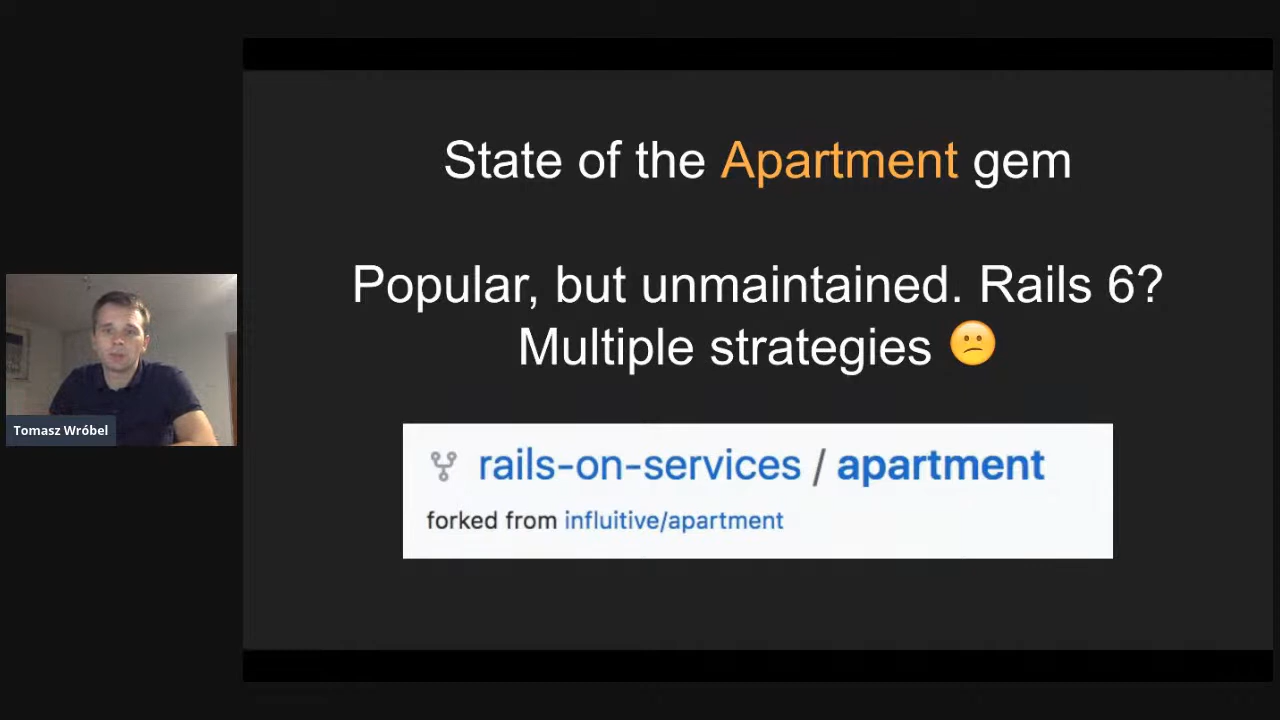 State of the Apartment gem
Popular, but unmaintained. Rails 6?
Multiple strategies 😕
rails-on-services / apartment
forked from influitive/apartment
Tomasz Wróbel